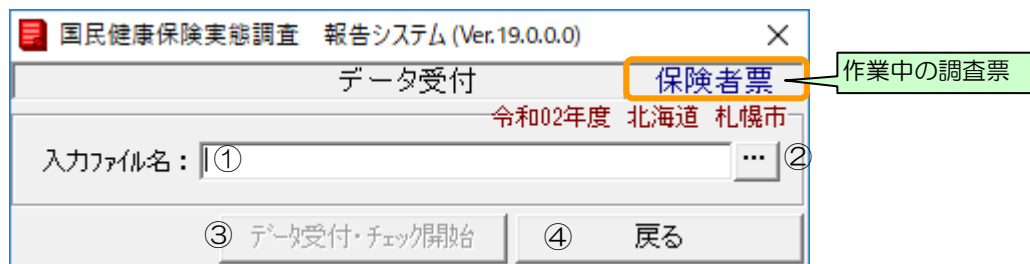 国民健康保険実態調査　報告システム (Ver.19.0.0.0)
データ受付
保険者票
作業中の調査票
令和02年度 北海道 札幌市
入力ファイル名： ① ... ②
③ データ受付・チェック開始 ④ 戻る